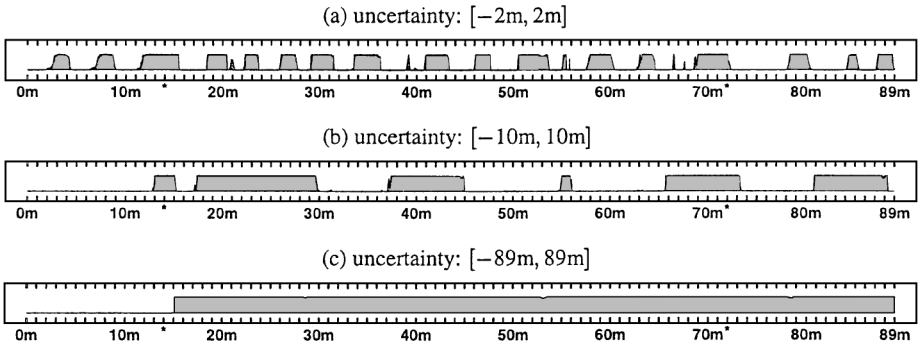 (a) uncertainty: [−2m, 2m]
0m 10m * 20m 30m 40m 50m 60m 70m* 80m 89m
(b) uncertainty: [−10m, 10m]
0m 10m * 20m 30m 40m 50m 60m 70m* 80m 89m
(c) uncertainty: [−89m, 89m]
0m 10m * 20m 30m 40m 50m 60m 70m* 80m 89m